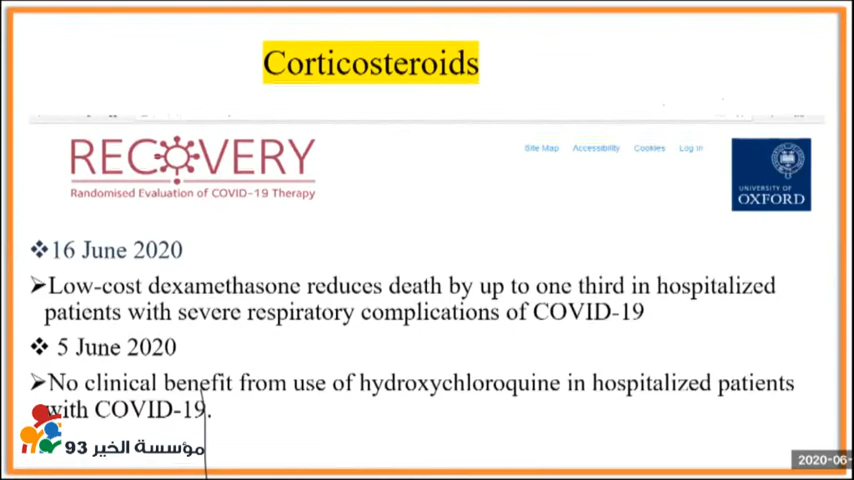 Corticosteroids
RECOVERY
Randomised Evaluation of COVID-19 Therapy
Site Map Accessibility Cookies Log In
UNIVERSITY OF
OXFORD
16 June 2020
Low-cost dexamethasone reduces death by up to one third in hospitalized
patients with severe respiratory complications of COVID-19
5 June 2020
No clinical benefit from use of hydroxychloroquine in hospitalized patients
with COVID-19.
مؤسسة الخير 93
2020-06-